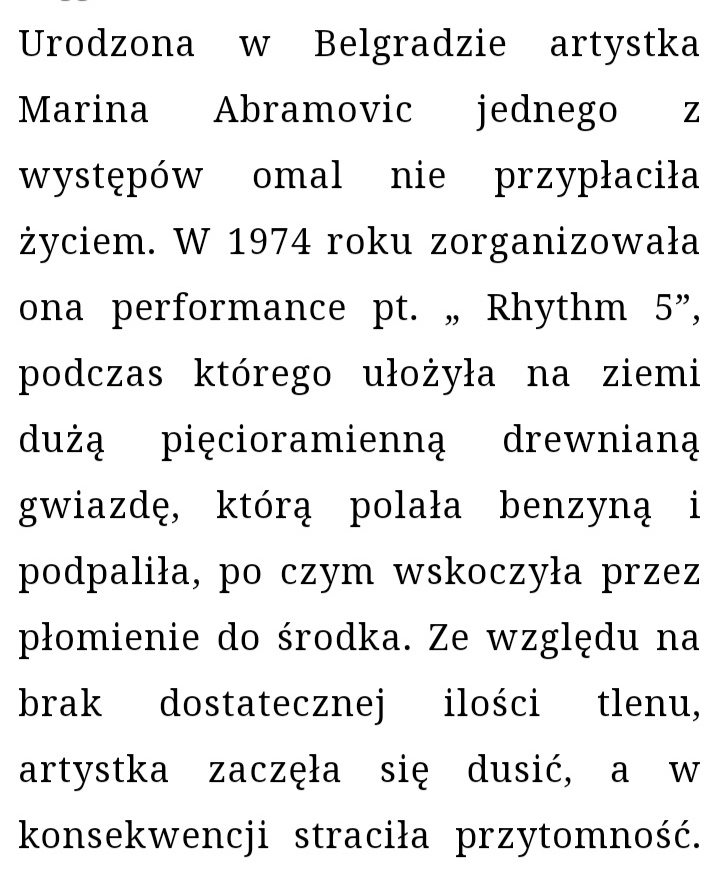 Urodzona w Belgradzie artystka
Marina Abramovic jednego z
występów omal nie przypłaciła
życiem. W 1974 roku zorganizowała
ona performance pt. „ Rhythm 5”,
podczas którego ułożyła na ziemi
dużą pięcioramienną drewnianą
gwiazdę, którą polała benzyną i
podpaliła, po czym wskoczyła przez
płomienie do środka. Ze względu na
brak dostatecznej ilości tlenu,
artystka zaczęła się dusić, a w
konsekwencji straciła przytomność.